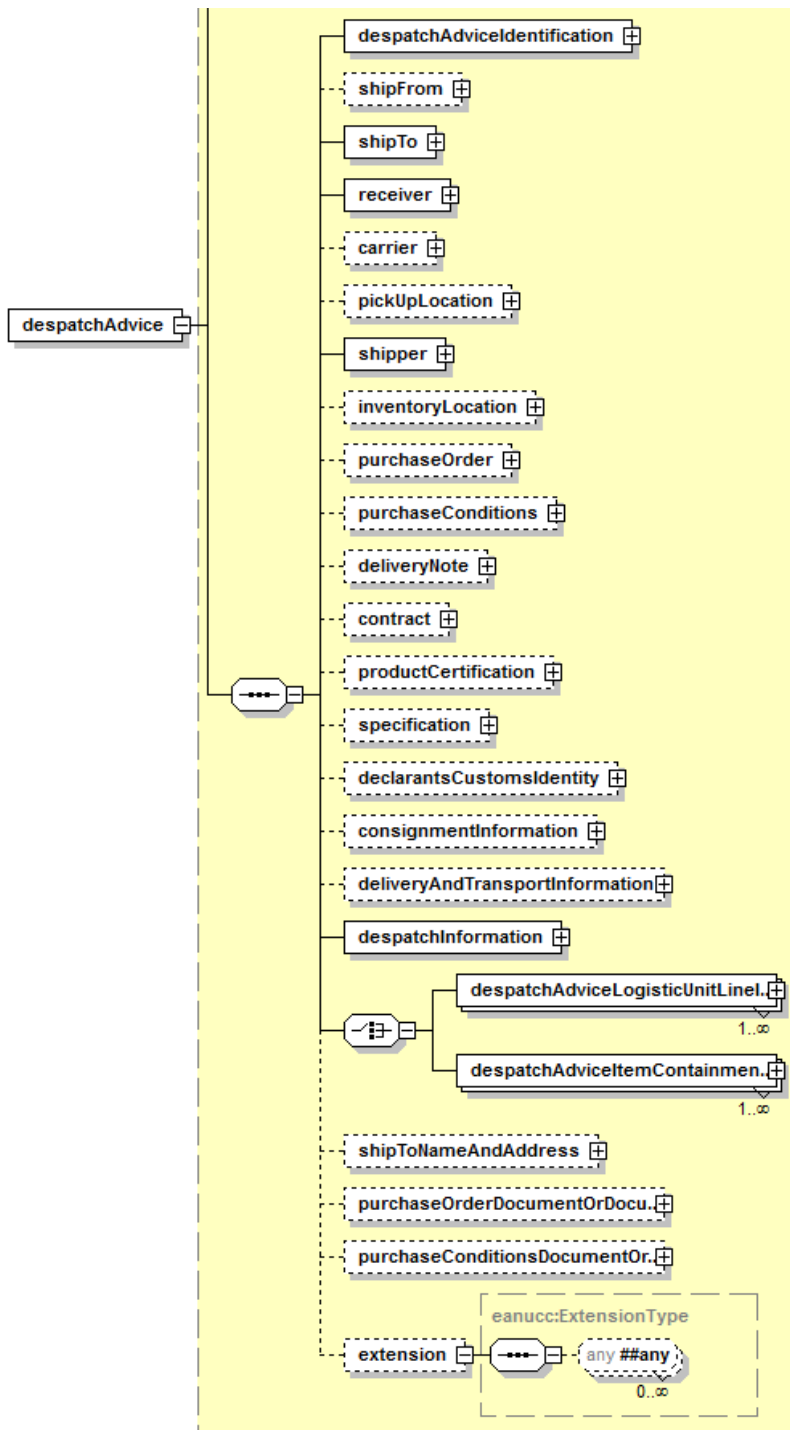 despatchAdviceIdentification
shipFrom
shipTo
receiver
carrier
pickUpLocation
despatchAdvice
shipper
inventoryLocation
purchaseOrder
purchaseConditions
deliveryNote
contract
productCertification
specification
declarantsCustomsIdentity
consignmentInformation
deliveryAndTransportInformation
despatchInformation
despatchAdviceLogisticUnitLineI..
1..∞
despatchAdviceItemContainmen..
1..∞
shipToNameAndAddress
purchaseOrderDocumentOrDocu..
purchaseConditionsDocumentOr..
eanucc:ExtensionType
extension
any ##any
0..∞